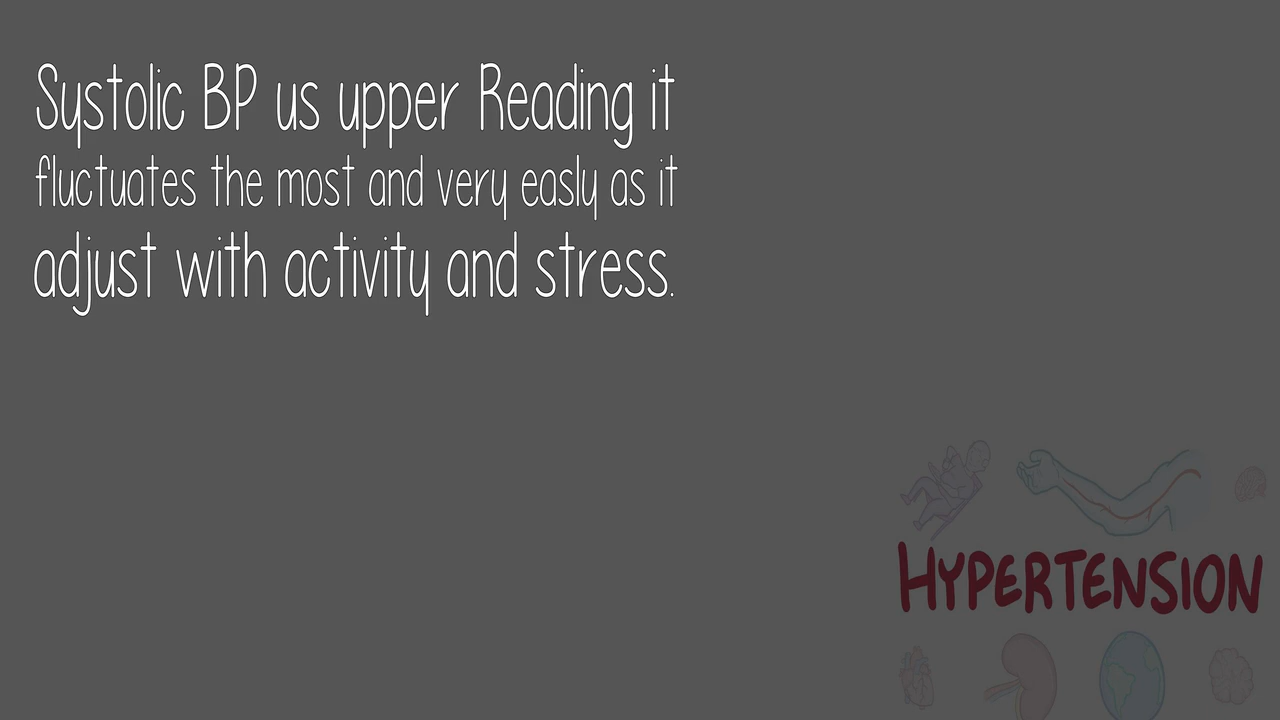 Systolic BP us upper Reading it
fluctuates the most and very easly as it
adjust with activity and stress.
HYPERTENSION